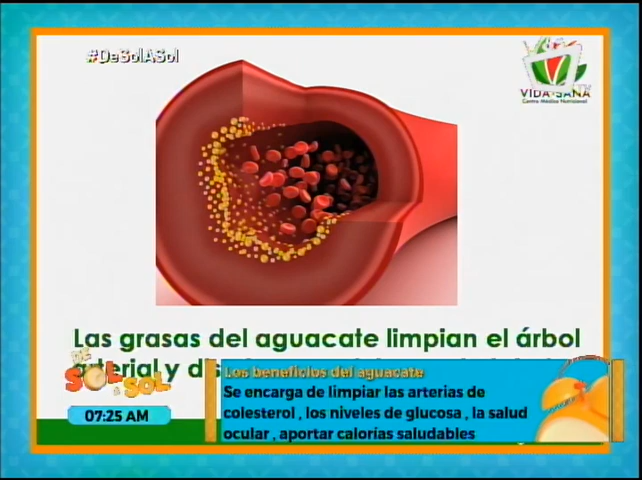 #DeSolASol
VIDA SANA
Centro Médico Nutricional
Las grasas del aguacate limpian el árbol
arterial y
DE
SOL
a SOL
Los beneficios del aguacate
Se encarga de limpiar las arterias de
colesterol , los niveles de glucosa , la salud
07:25 AM
ocular , aportar calorías saludables